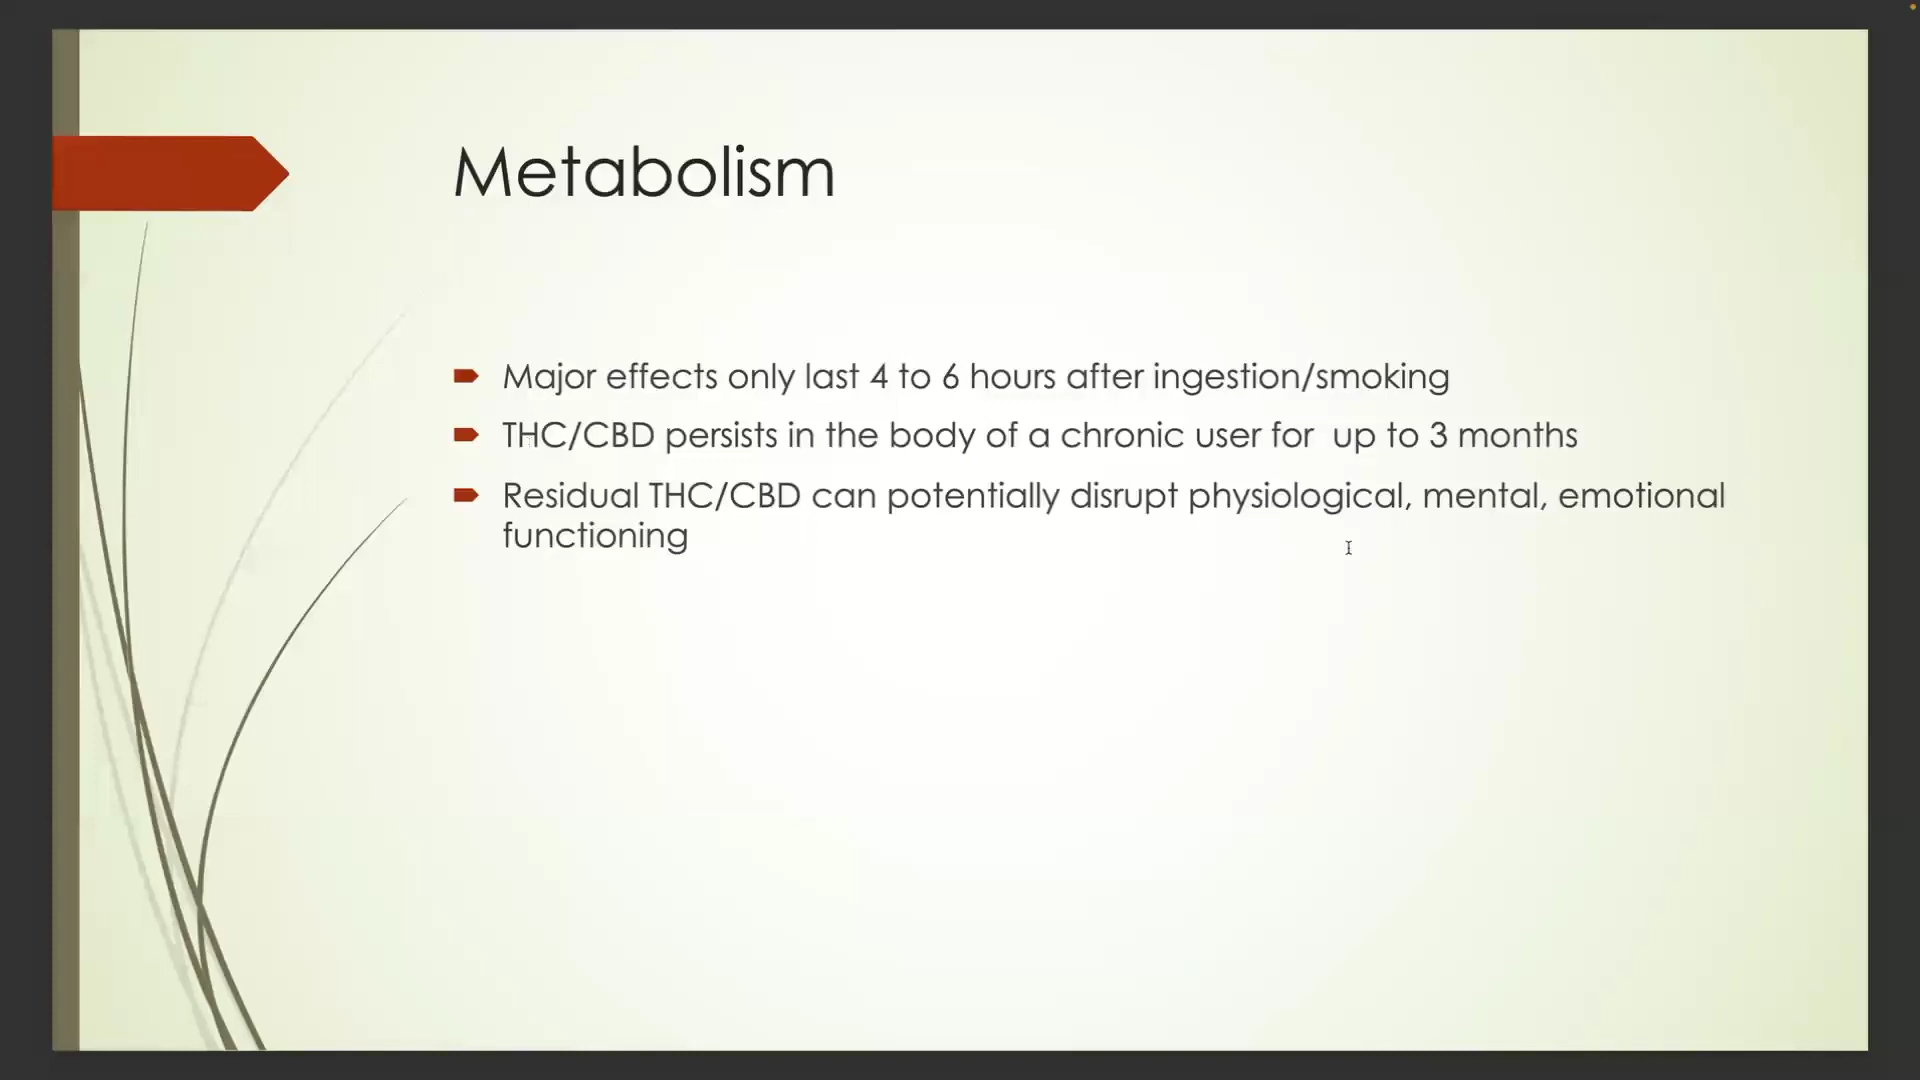 Metabolism
Major effects only last 4 to 6 hours after ingestion/smoking
THC/CBD persists in the body of a chronic user for  up to 3 months
Residual THC/CBD can potentially disrupt physiological, mental, emotional
functioning